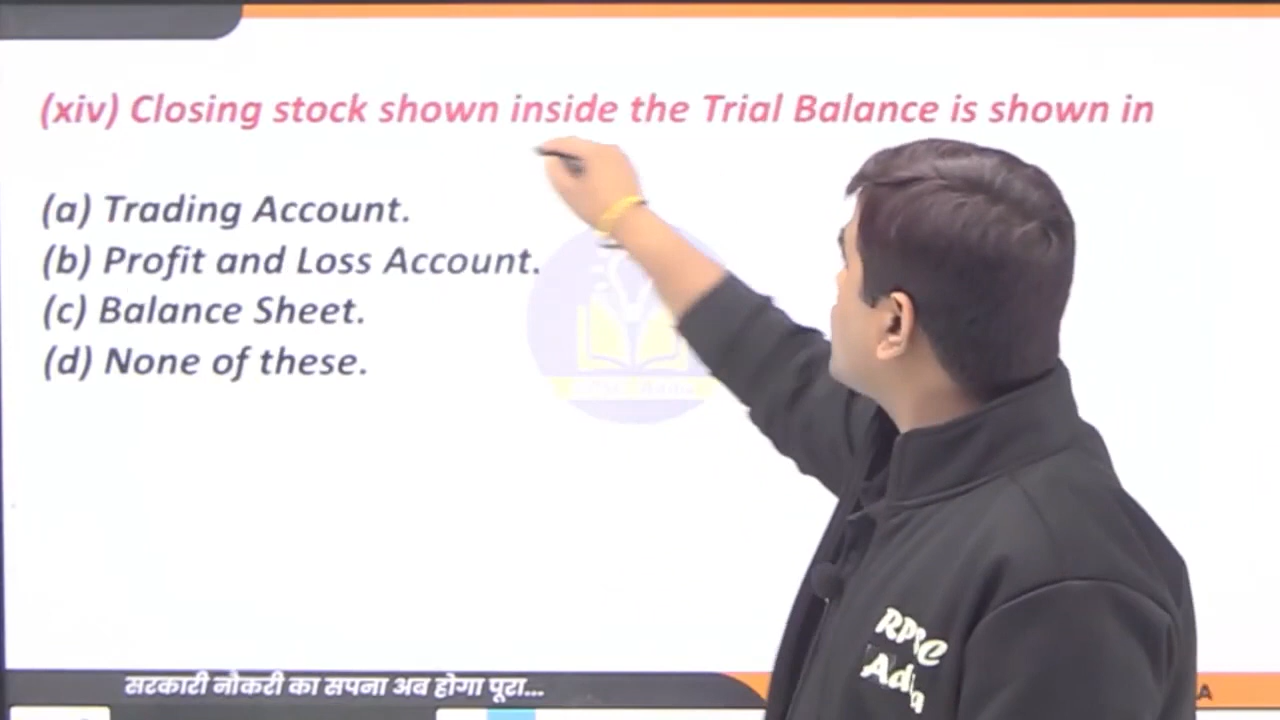 (xiv) Closing stock shown inside the Trial Balance is shown in
(a) Trading Account.
(b) Profit and Loss Account.
(c) Balance Sheet.
(d) None of these.
RPSC
सरकारी नौकरी का सपना अब होगा पूरा...